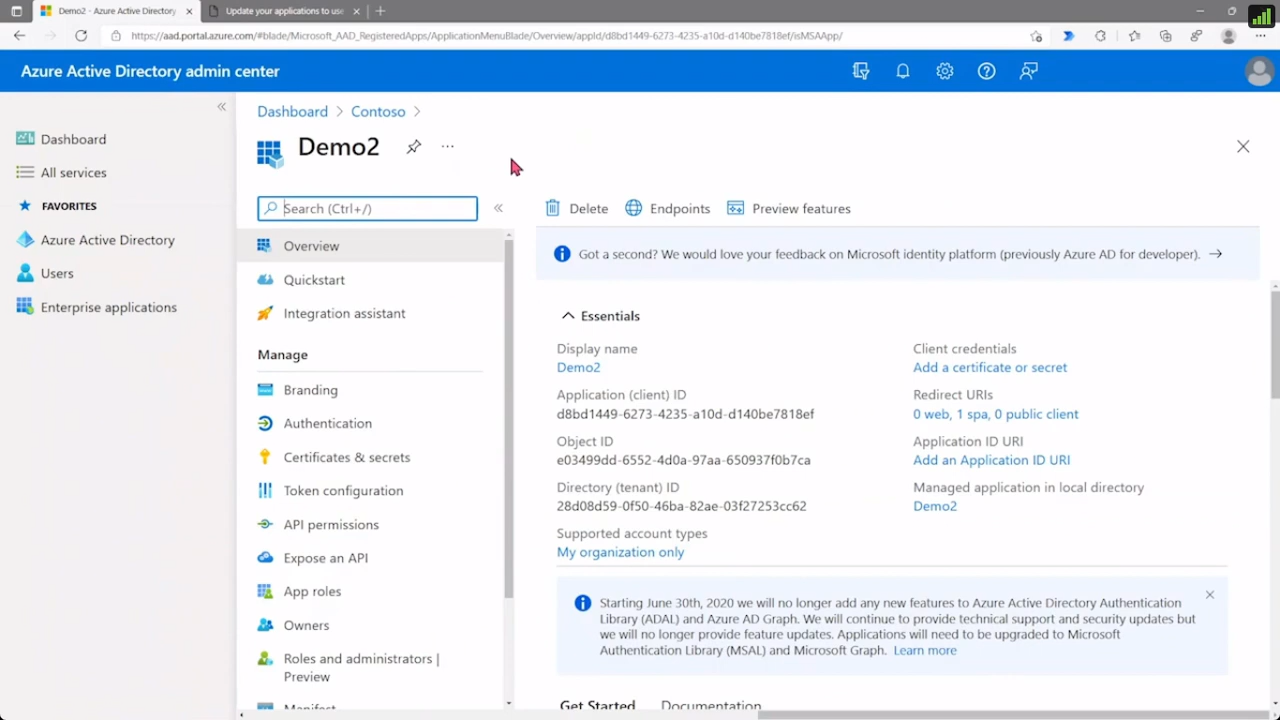 Demo2 - Azure Active Directory
Update your applications to use
https://aad.portal.azure.com/#blade/Microsoft_AAD_RegisteredApps/ApplicationMenuBlade/Overview/appId/d8bd1449-6273-4235-a10d-d140be7818ef/isMSAApp/
Azure Active Directory admin center
Dashboard
All services
FAVORITES
Azure Active Directory
Users
Enterprise applications
Dashboard > Contoso >
Demo2
Search (Ctrl+/)
Overview
Quickstart
Integration assistant
Manage
Branding
Authentication
Certificates & secrets
Token configuration
API permissions
Expose an API
App roles
Owners
Roles and administrators |
Preview
Manifest
Delete
Endpoints
Preview features
Got a second? We would love your feedback on Microsoft identity platform (previously Azure AD for developer).
Essentials
Display name
Demo2
Application (client) ID
d8bd1449-6273-4235-a10d-d140be7818ef
Object ID
e03499dd-6552-4d0a-97aa-650937f0b7ca
Directory (tenant) ID
28d08d59-0f50-46ba-82ae-03f27253cc62
Supported account types
My organization only
Client credentials
Add a certificate or secret
Redirect URIs
0 web, 1 spa, 0 public client
Application ID URI
Add an Application ID URI
Managed application in local directory
Demo2
Starting June 30th, 2020 we will no longer add any new features to Azure Active Directory Authentication
Library (ADAL) and Azure AD Graph. We will continue to provide technical support and security updates but
we will no longer provide feature updates. Applications will need to be upgraded to Microsoft
Authentication Library (MSAL) and Microsoft Graph. Learn more
Get Started
Documentation